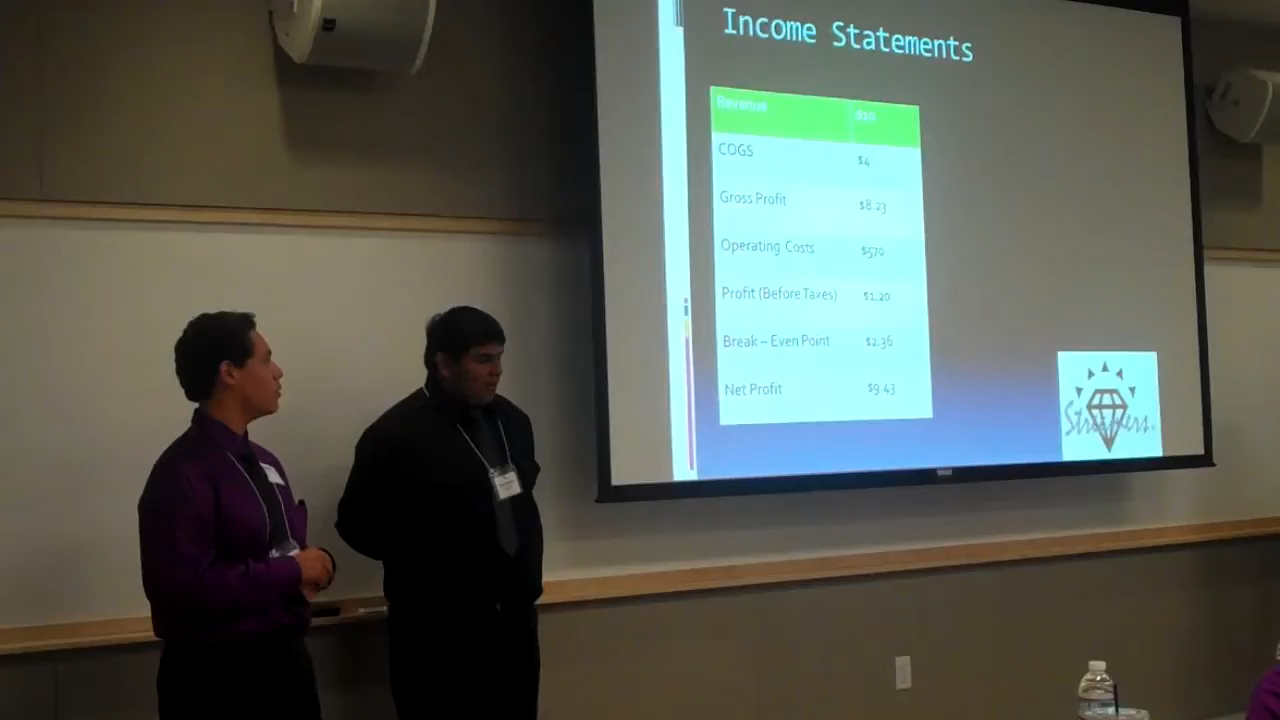 Income Statements
Revenue $10
COGS $4
Gross Profit $8.23
Operating Costs $570
Profit (Before Taxes) $1.20
Break – Even Point $2.36
Net Profit $9.43